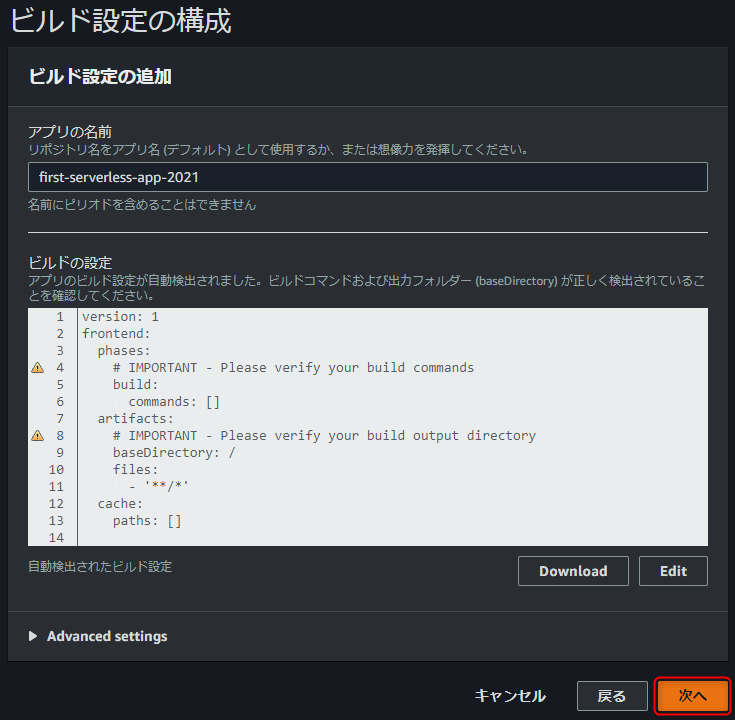 ビルド設定の構成
ビルド設定の追加
アプリの名前
リポジトリ名をアプリ名 (デフォルト) として使用するか、または想像力を発揮してください。
first-serverless-app-2021
名前にピリオドを含めることはできません
ビルドの設定
アプリのビルド設定が自動検出されました。ビルドコマンドおよび出力フォルダー (baseDirectory) が正しく検出されているこ
とを確認してください。
1 version: 1
2 frontend:
3 phases:
4 # IMPORTANT - Please verify your build commands
5 build:
6 commands: []
7 artifacts:
8 # IMPORTANT - Please verify your build output directory
9 baseDirectory: /
10 files:
11 - '**/*'
12 cache:
13 paths: []
14
自動検出されたビルド設定
Download Edit
Advanced settings
キャンセル 戻る 次へ